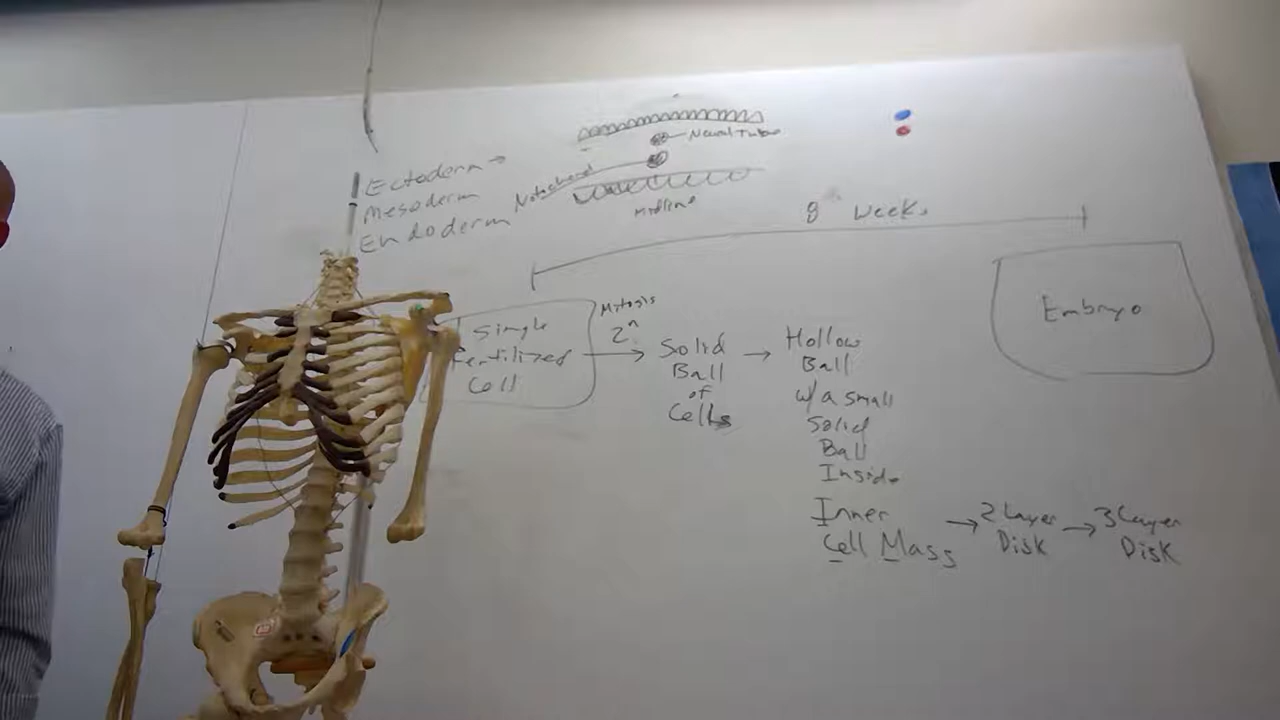 Neural Tube
Ectoderm →
Mesoderm
Endoderm
Notochord
Midline
8 Weeks
Single
Fertilized
Cell
Mitosis
2ⁿ
→
Solid
Ball
of
Cells
→
Hollow
Ball
w/a small
Solid
Ball
Inside
Inner
Cell Mass
→ 2 Layer
Disk
→ 3 Layer
Disk
Embryo